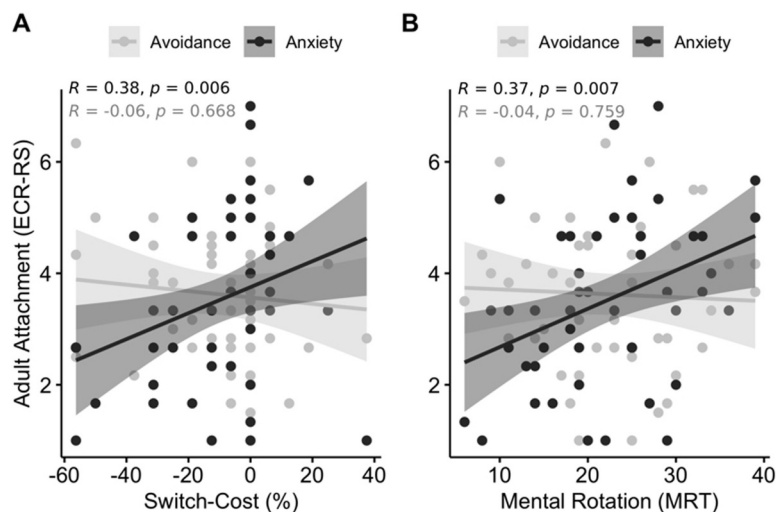 A
Avoidance Anxiety
R = 0.38, p = 0.006
R = -0.06, p = 0.668
Adult Attachment (ECR-RS)
6
4
2
-60 -40 -20 0 20 40
Switch-Cost (%)
B
Avoidance Anxiety
R = 0.37, p = 0.007
R = -0.04, p = 0.759
6
4
2
10 20 30 40
Mental Rotation (MRT)